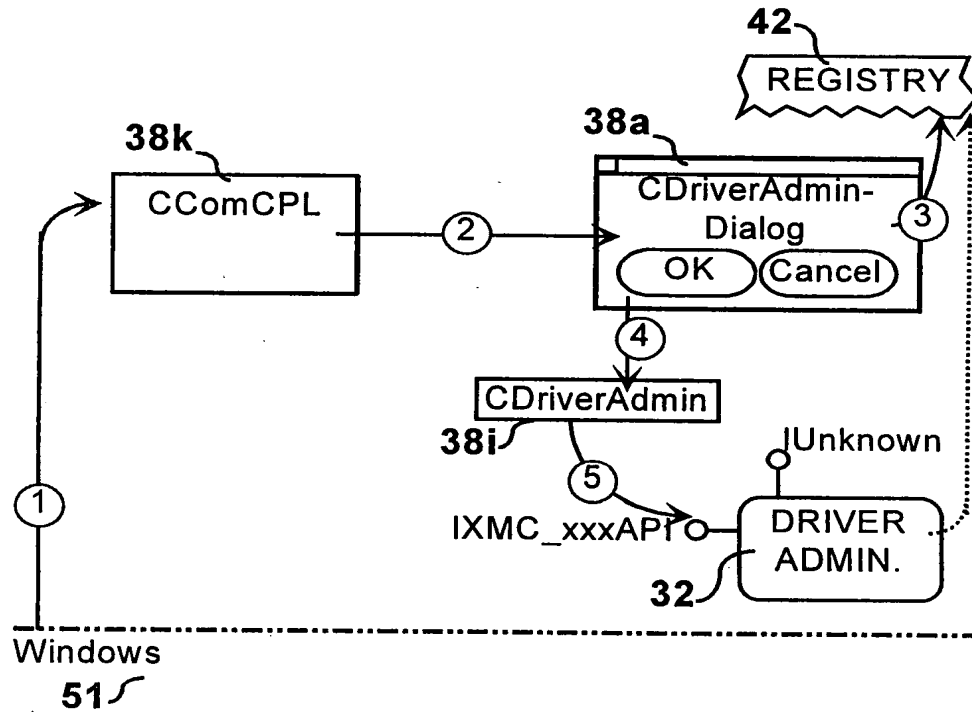 42
REGISTRY
38k
38a
CComCPL
CDriverAdmin-
Dialog
OK
Cancel
1
2
3
4
CDriverAdmin
38i
5
IUnknown
IXMC_xxxAPI
DRIVER
ADMIN.
32
Windows
51